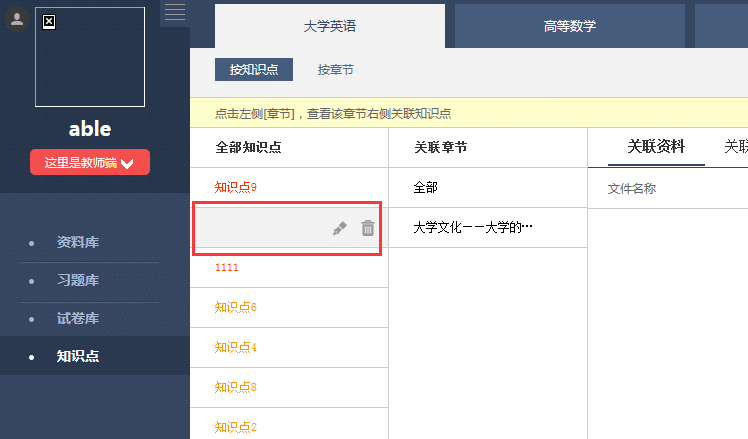 able
这里是教师端
资料库
习题库
试卷库
知识点
大学英语
高等数学
按知识点
按章节
点击左侧[章节]，查看该章节右侧关联知识点
全部知识点
知识点9
1111
知识点6
知识点4
知识点8
知识点2
关联章节
全部
大学文化——大学的…
关联资料
关联
文件名称